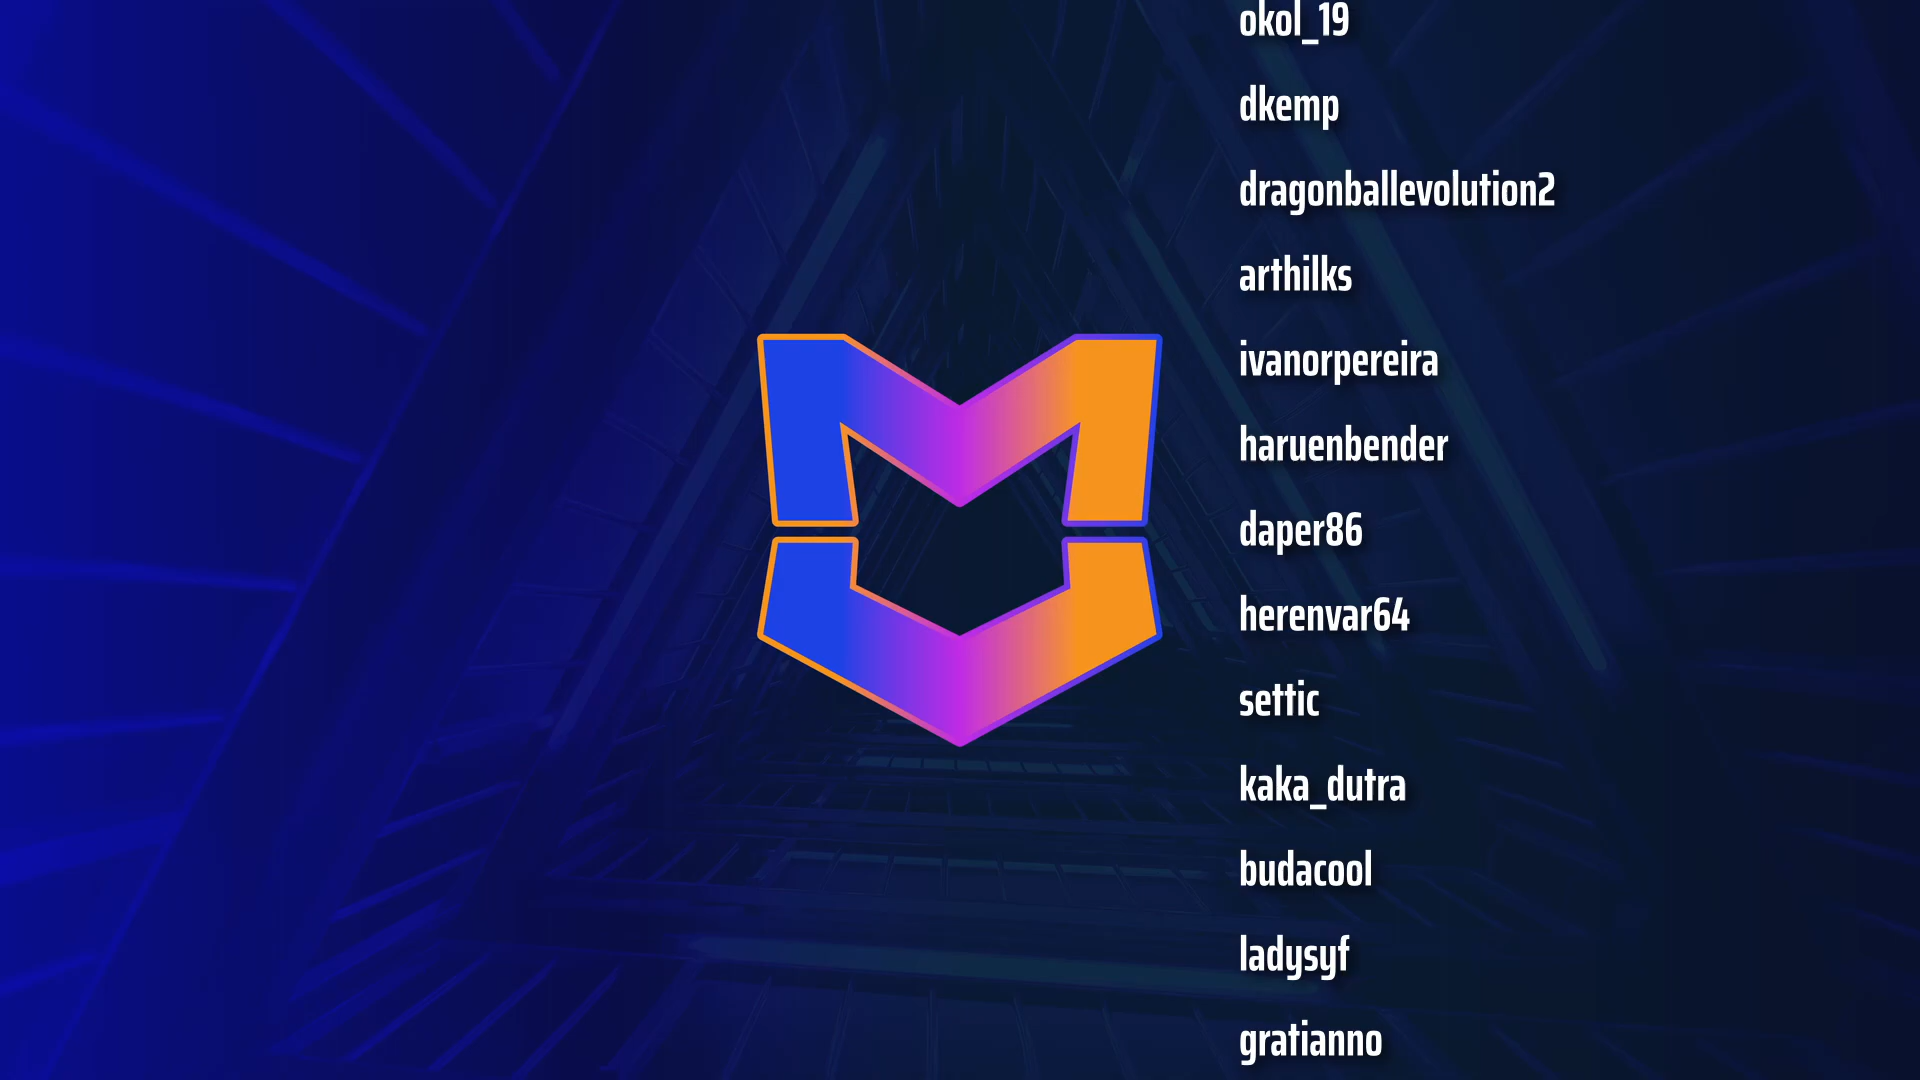 okol_19
dkemp
dragonballevolution2
arthilks
ivanorpereira
haruenbender
daper86
herenvar64
settic
kaka_dutra
budacool
ladysyf
gratianno